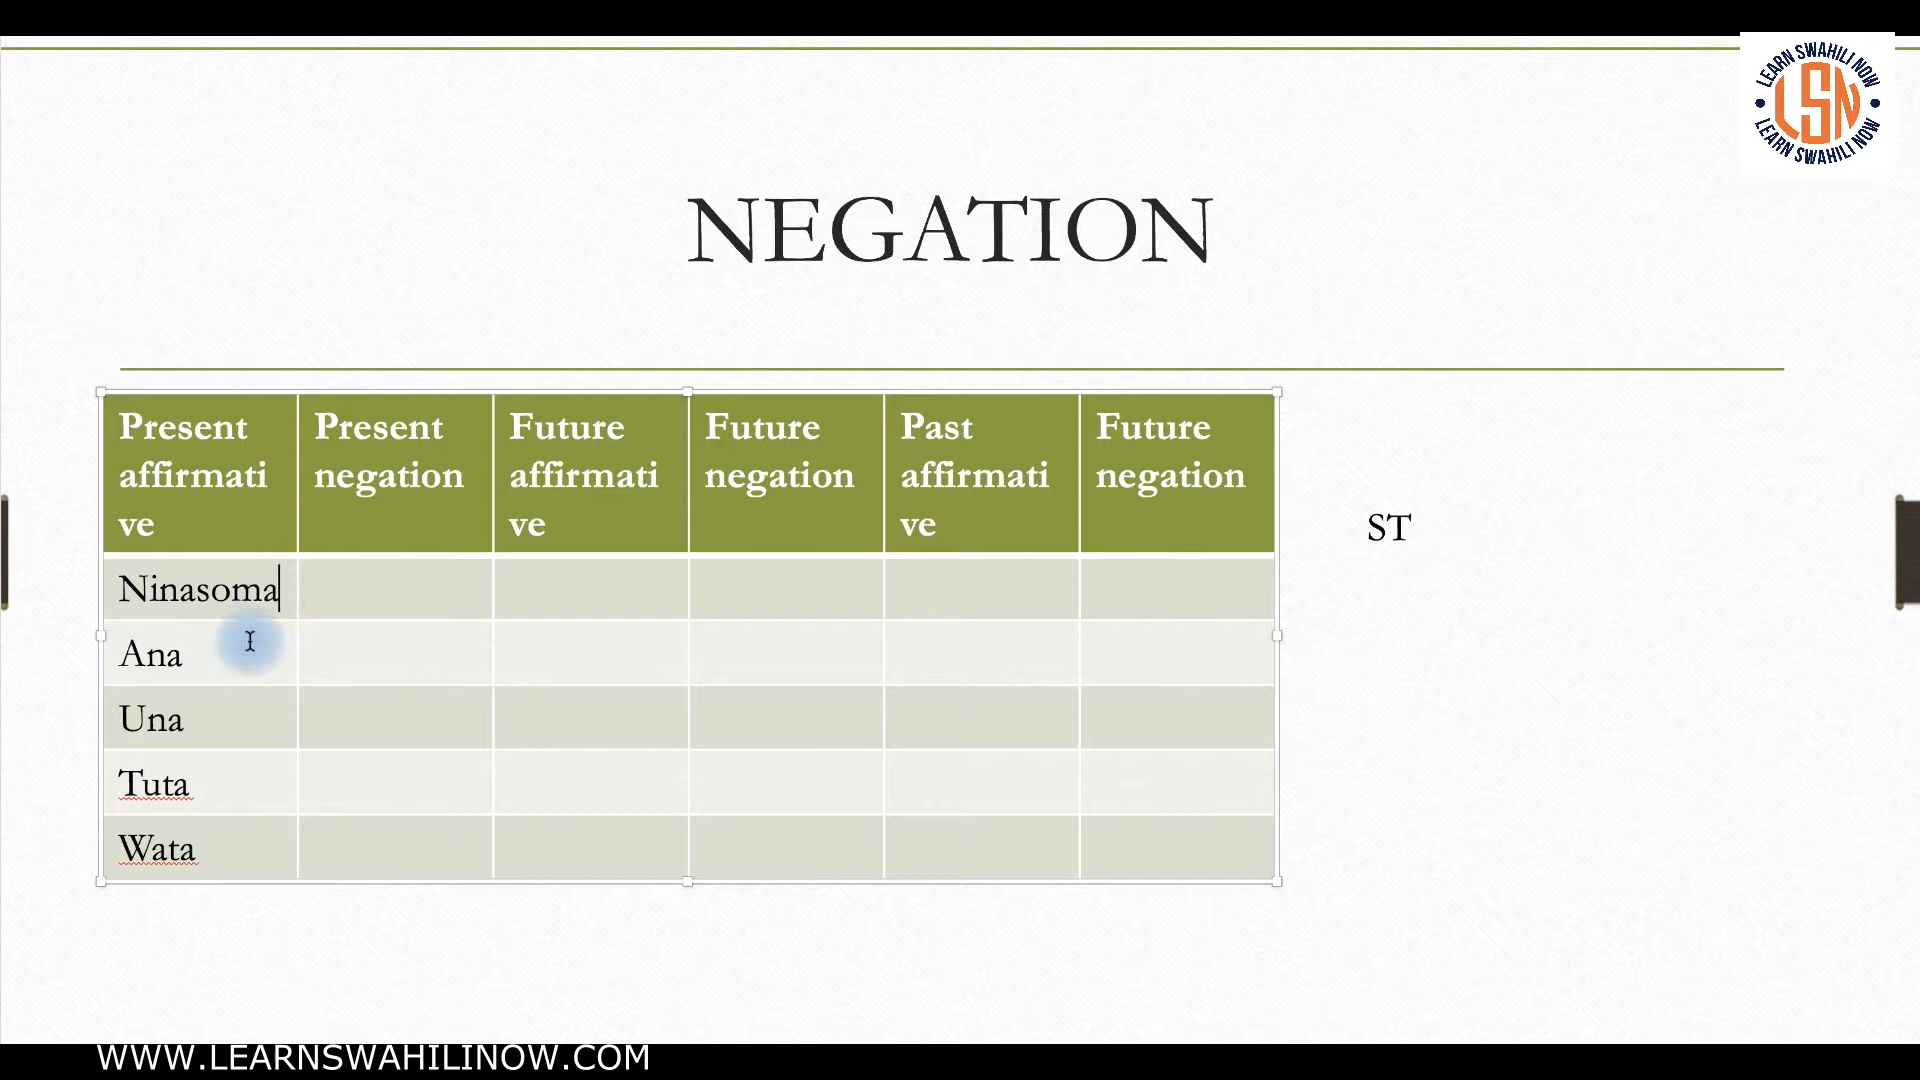 LEARN SWAHILI NOW
LSN
LEARN SWAHILI NOW
NEGATION
Present affirmati ve
Present negation
Future affirmati ve
Future negation
Past affirmati ve
Future negation
ST
Ninasoma
Ana
Una
Tuta
Wata
WWW.LEARNSWAHILINOW.COM